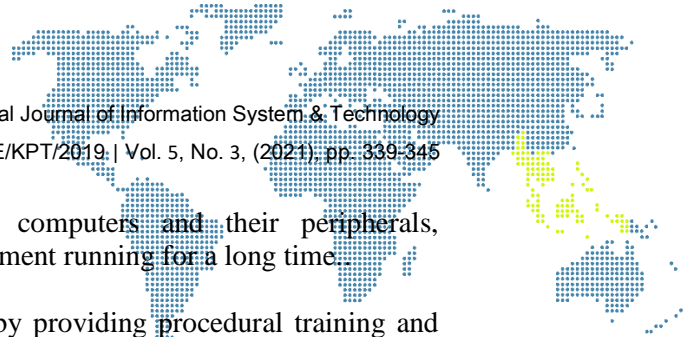 al Journal of Information System & Technology
E/KPT/2019 | Vol. 5, No. 3, (2021), pp. 339-345
computers and their peripherals,
ment running for a long time..
by providing procedural training and